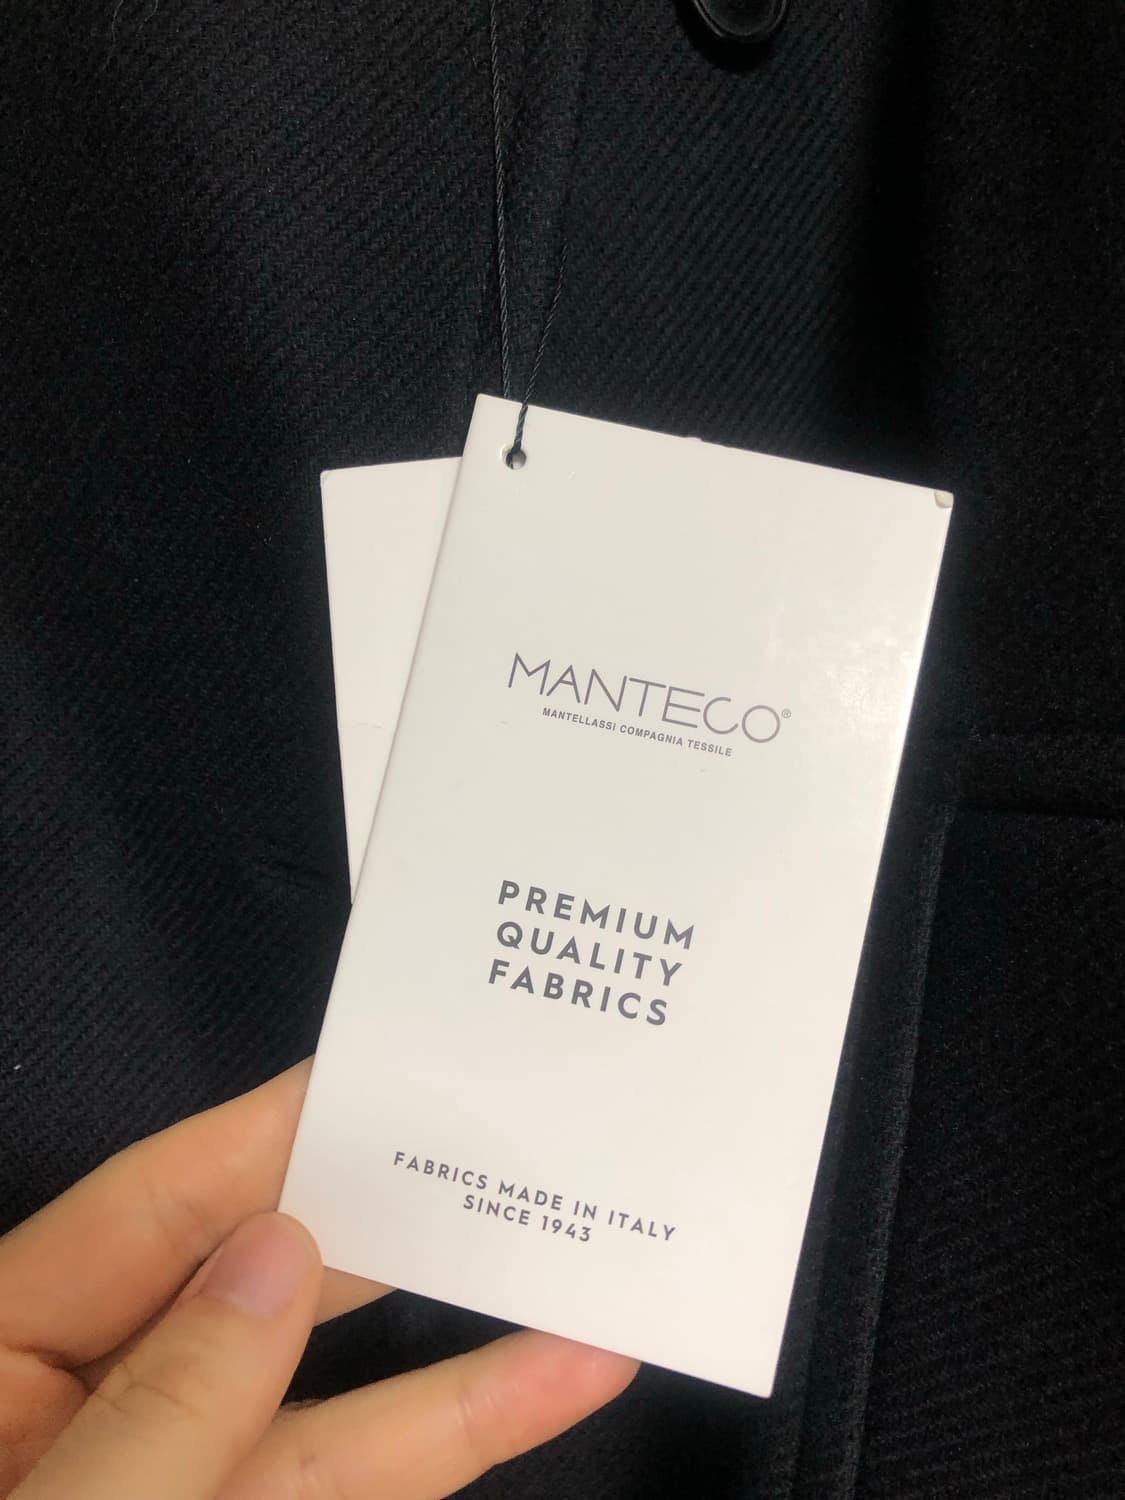 MANTECO®
MANTELLASSI COMPAGNIA TESSILE
PREMIUM
QUALITY
FABRICS
FABRICS MADE IN ITALY
SINCE 1943